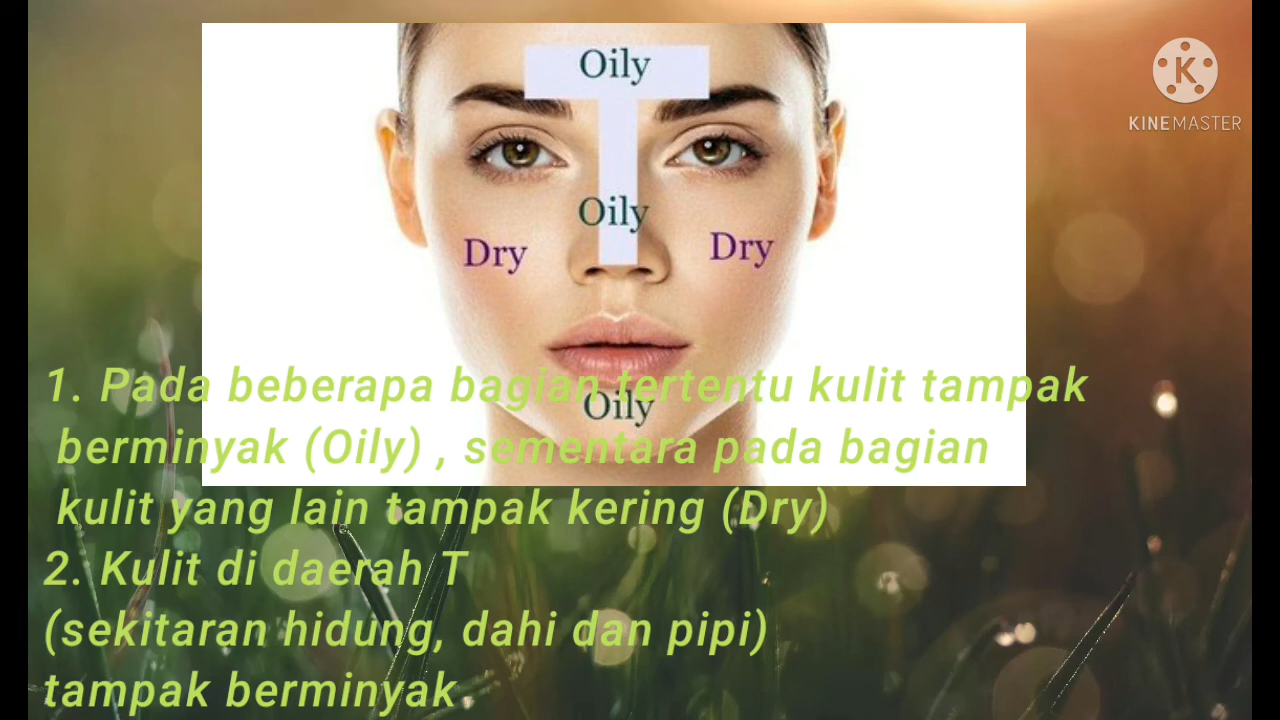 Oily
KINEMASTER
Oily
Dry
Dry
Oily
1. Pada beberapa bagian tertentu kulit tampak
berminyak (Oily) , sementara pada bagian
kulit yang lain tampak kering (Dry)
2. Kulit di daerah T
(sekitaran hidung, dahi dan pipi)
tampak berminyak